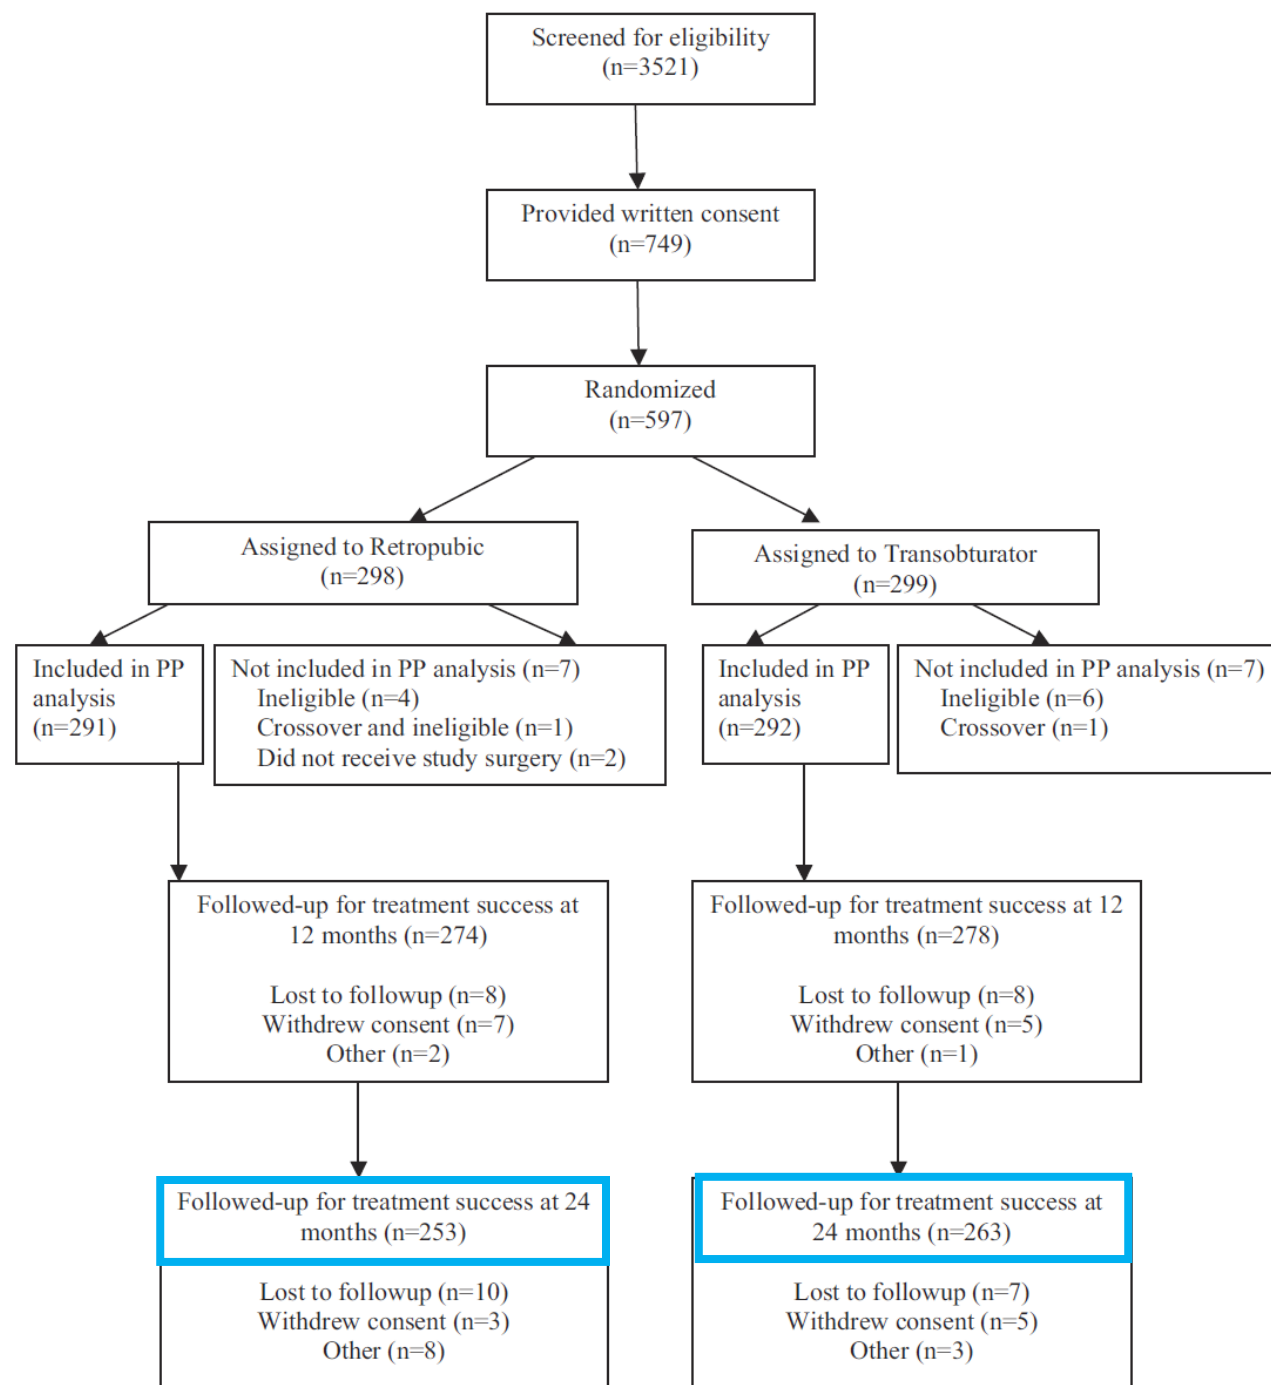 Screened for eligibility
(n=3521)
Provided written consent
(n=749)
Randomized
(n=597)
Assigned to Retropubic
(n=298)
Assigned to Transobturator
(n=299)
Included in PP
analysis
(n=291)
Not included in PP analysis (n=7)
Ineligible (n=4)
Crossover and ineligible (n=1)
Did not receive study surgery (n=2)
Included in PP
analysis
(n=292)
Not included in PP analysis (n=7)
Ineligible (n=6)
Crossover (n=1)
Followed-up for treatment success at
12 months (n=274)
Lost to followup (n=8)
Withdrew consent (n=7)
Other (n=2)
Followed-up for treatment success at 12
months (n=278)
Lost to followup (n=8)
Withdrew consent (n=5)
Other (n=1)
Followed-up for treatment success at 24
months (n=253)
Lost to followup (n=10)
Withdrew consent (n=3)
Other (n=8)
Followed-up for treatment success at
24 months (n=263)
Lost to followup (n=7)
Withdrew consent (n=5)
Other (n=3)